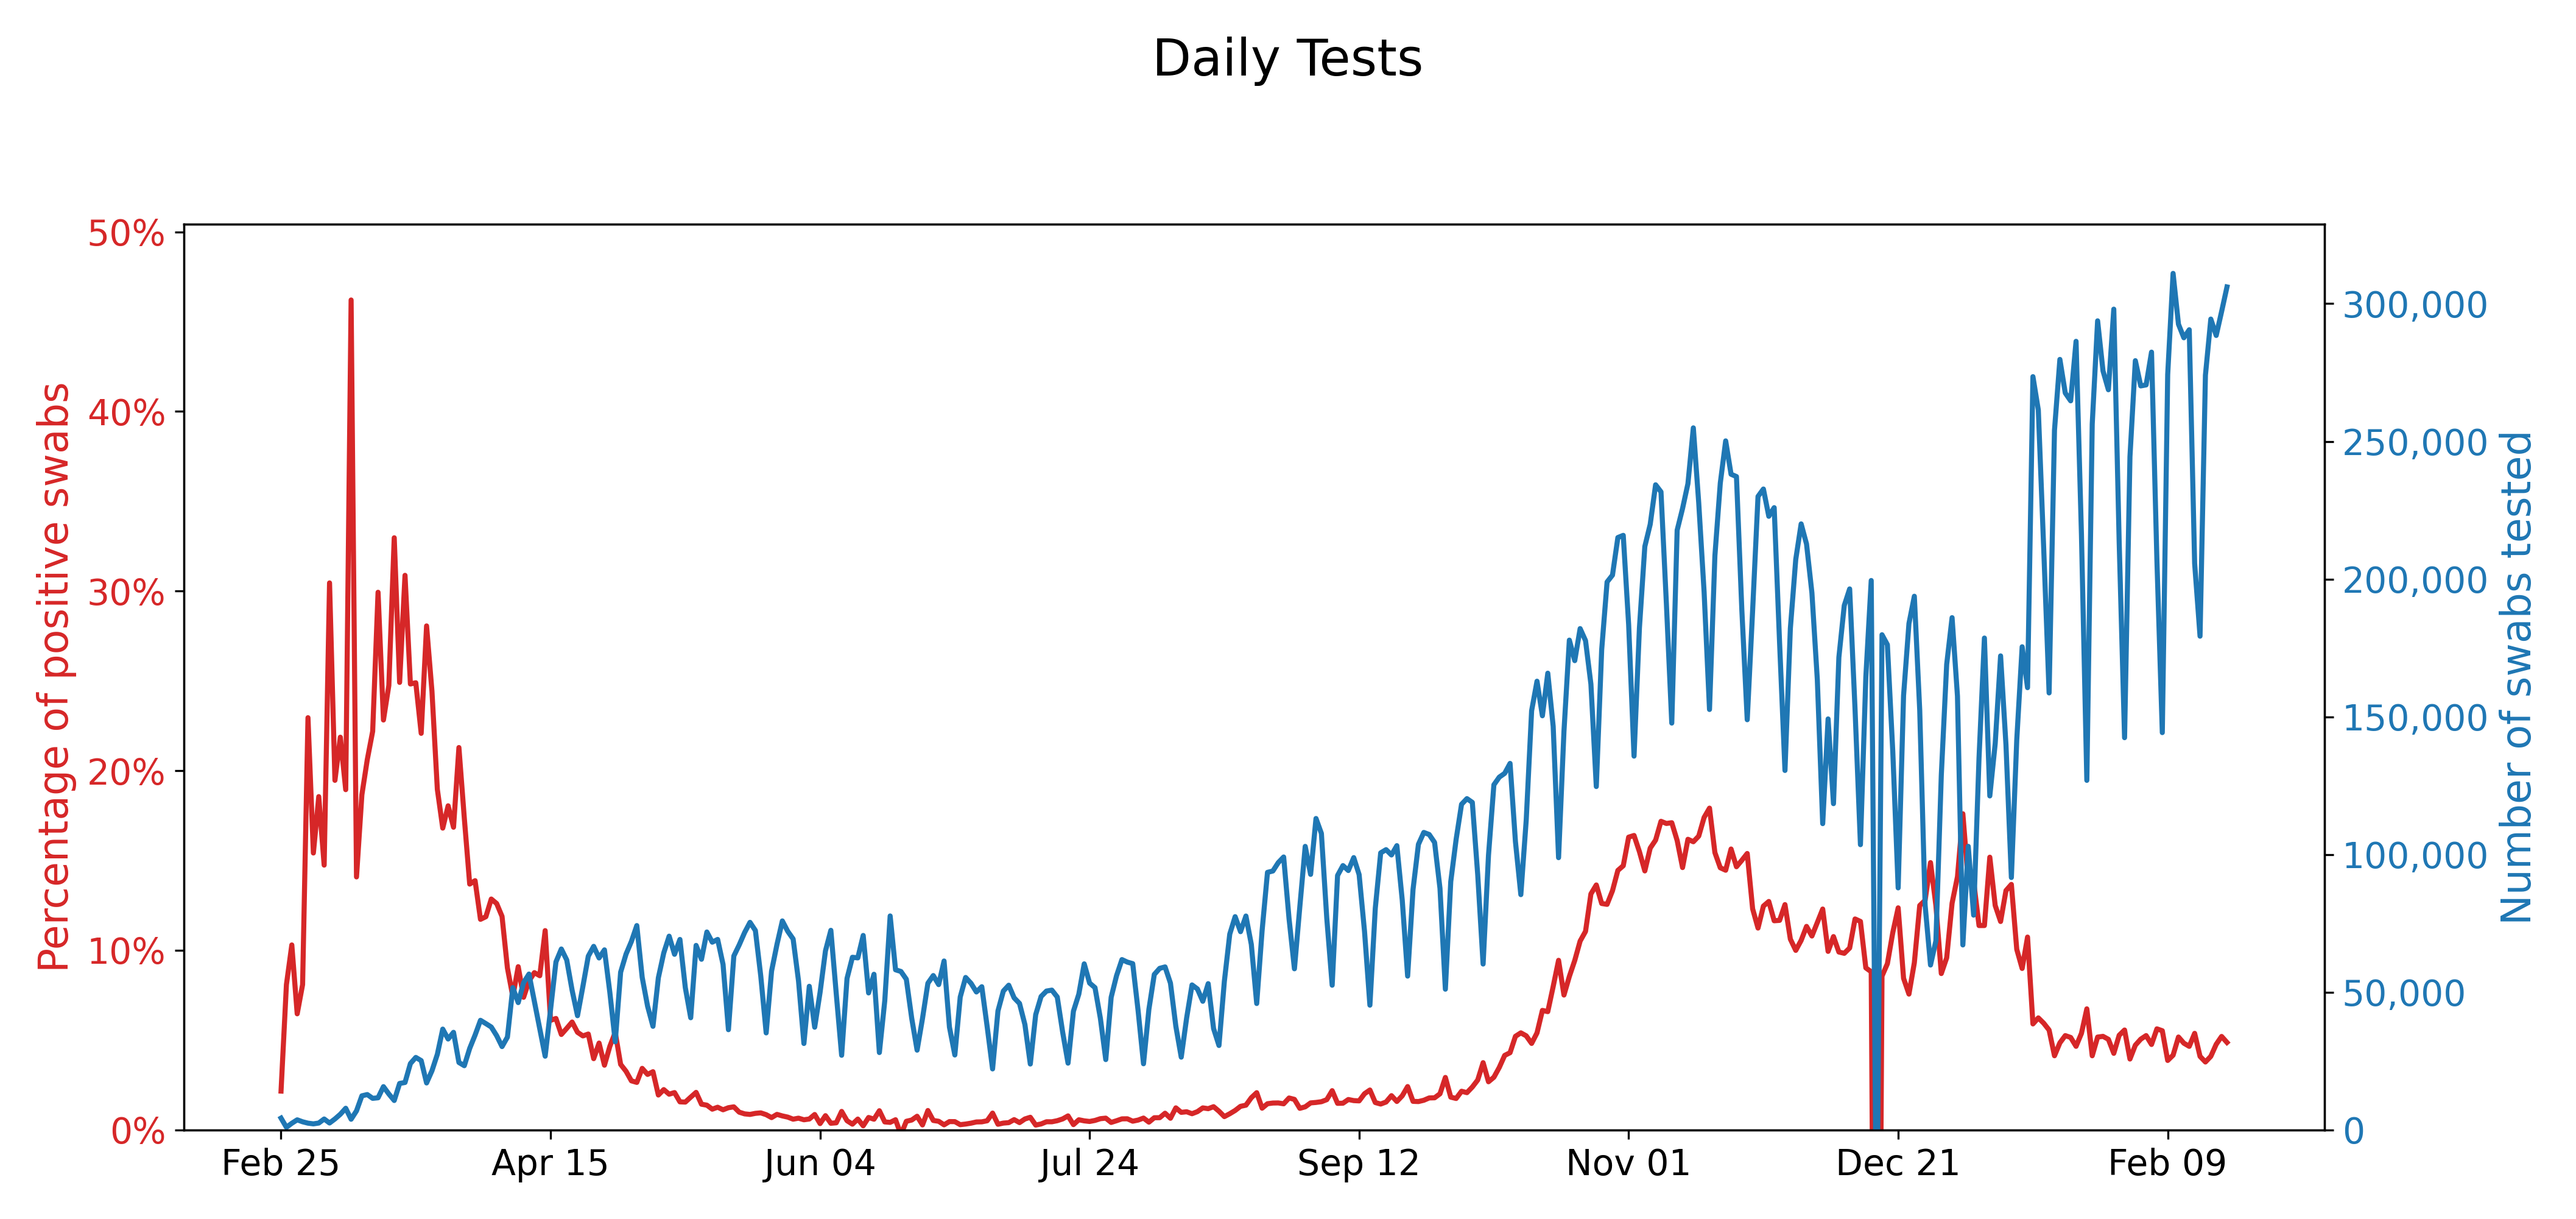 Daily Tests
Percentage of positive swabs
50%
40%
30%
20%
10%
0%
300,000
250,000
200,000
150,000
100,000
50,000
0
Number of swabs tested
Feb 25
Apr 15
Jun 04
Jul 24
Sep 12
Nov 01
Dec 21
Feb 09